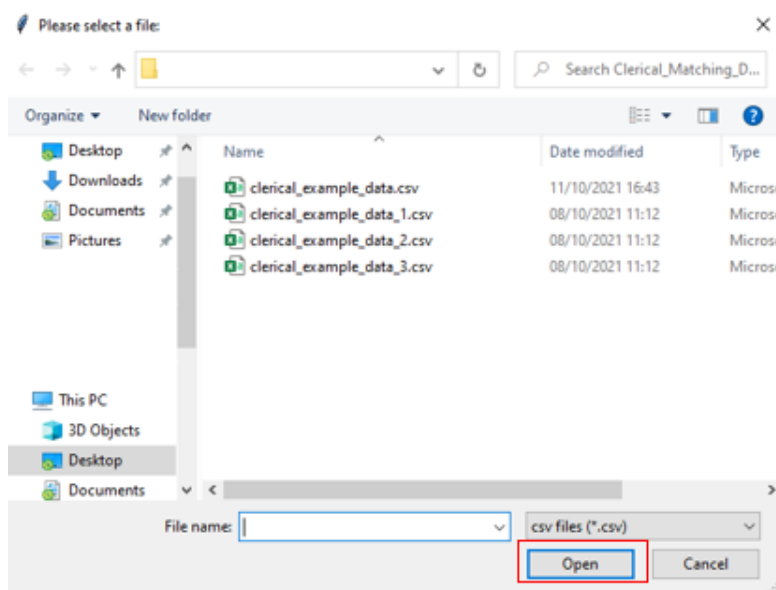 Please select a file:
Search Clerical_Matching_D...
Organize
New folder
Desktop
Downloads
Documents
Pictures
This PC
3D Objects
Desktop
Documents
Name
Date modified
Type
clerical_example_data.csv
11/10/2021 16:43
Micros
clerical_example_data_1.csv
08/10/2021 11:12
Micros
clerical_example_data_2.csv
08/10/2021 11:12
Micros
clerical_example_data_3.csv
08/10/2021 11:12
Micros
File name:
csv files (*.csv)
Open
Cancel